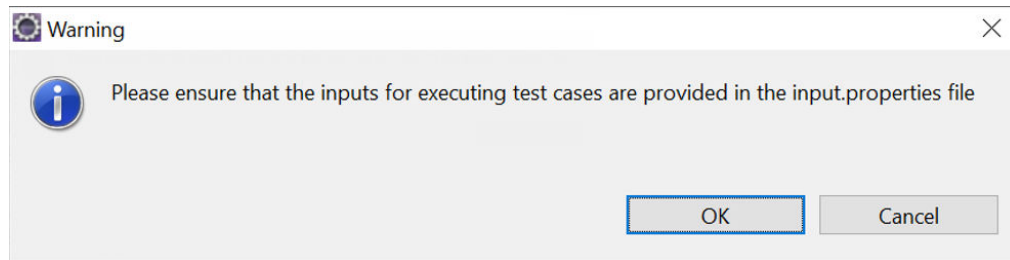 Warning
Please ensure that the inputs for executing test cases are provided in the input.properties file
OK
Cancel